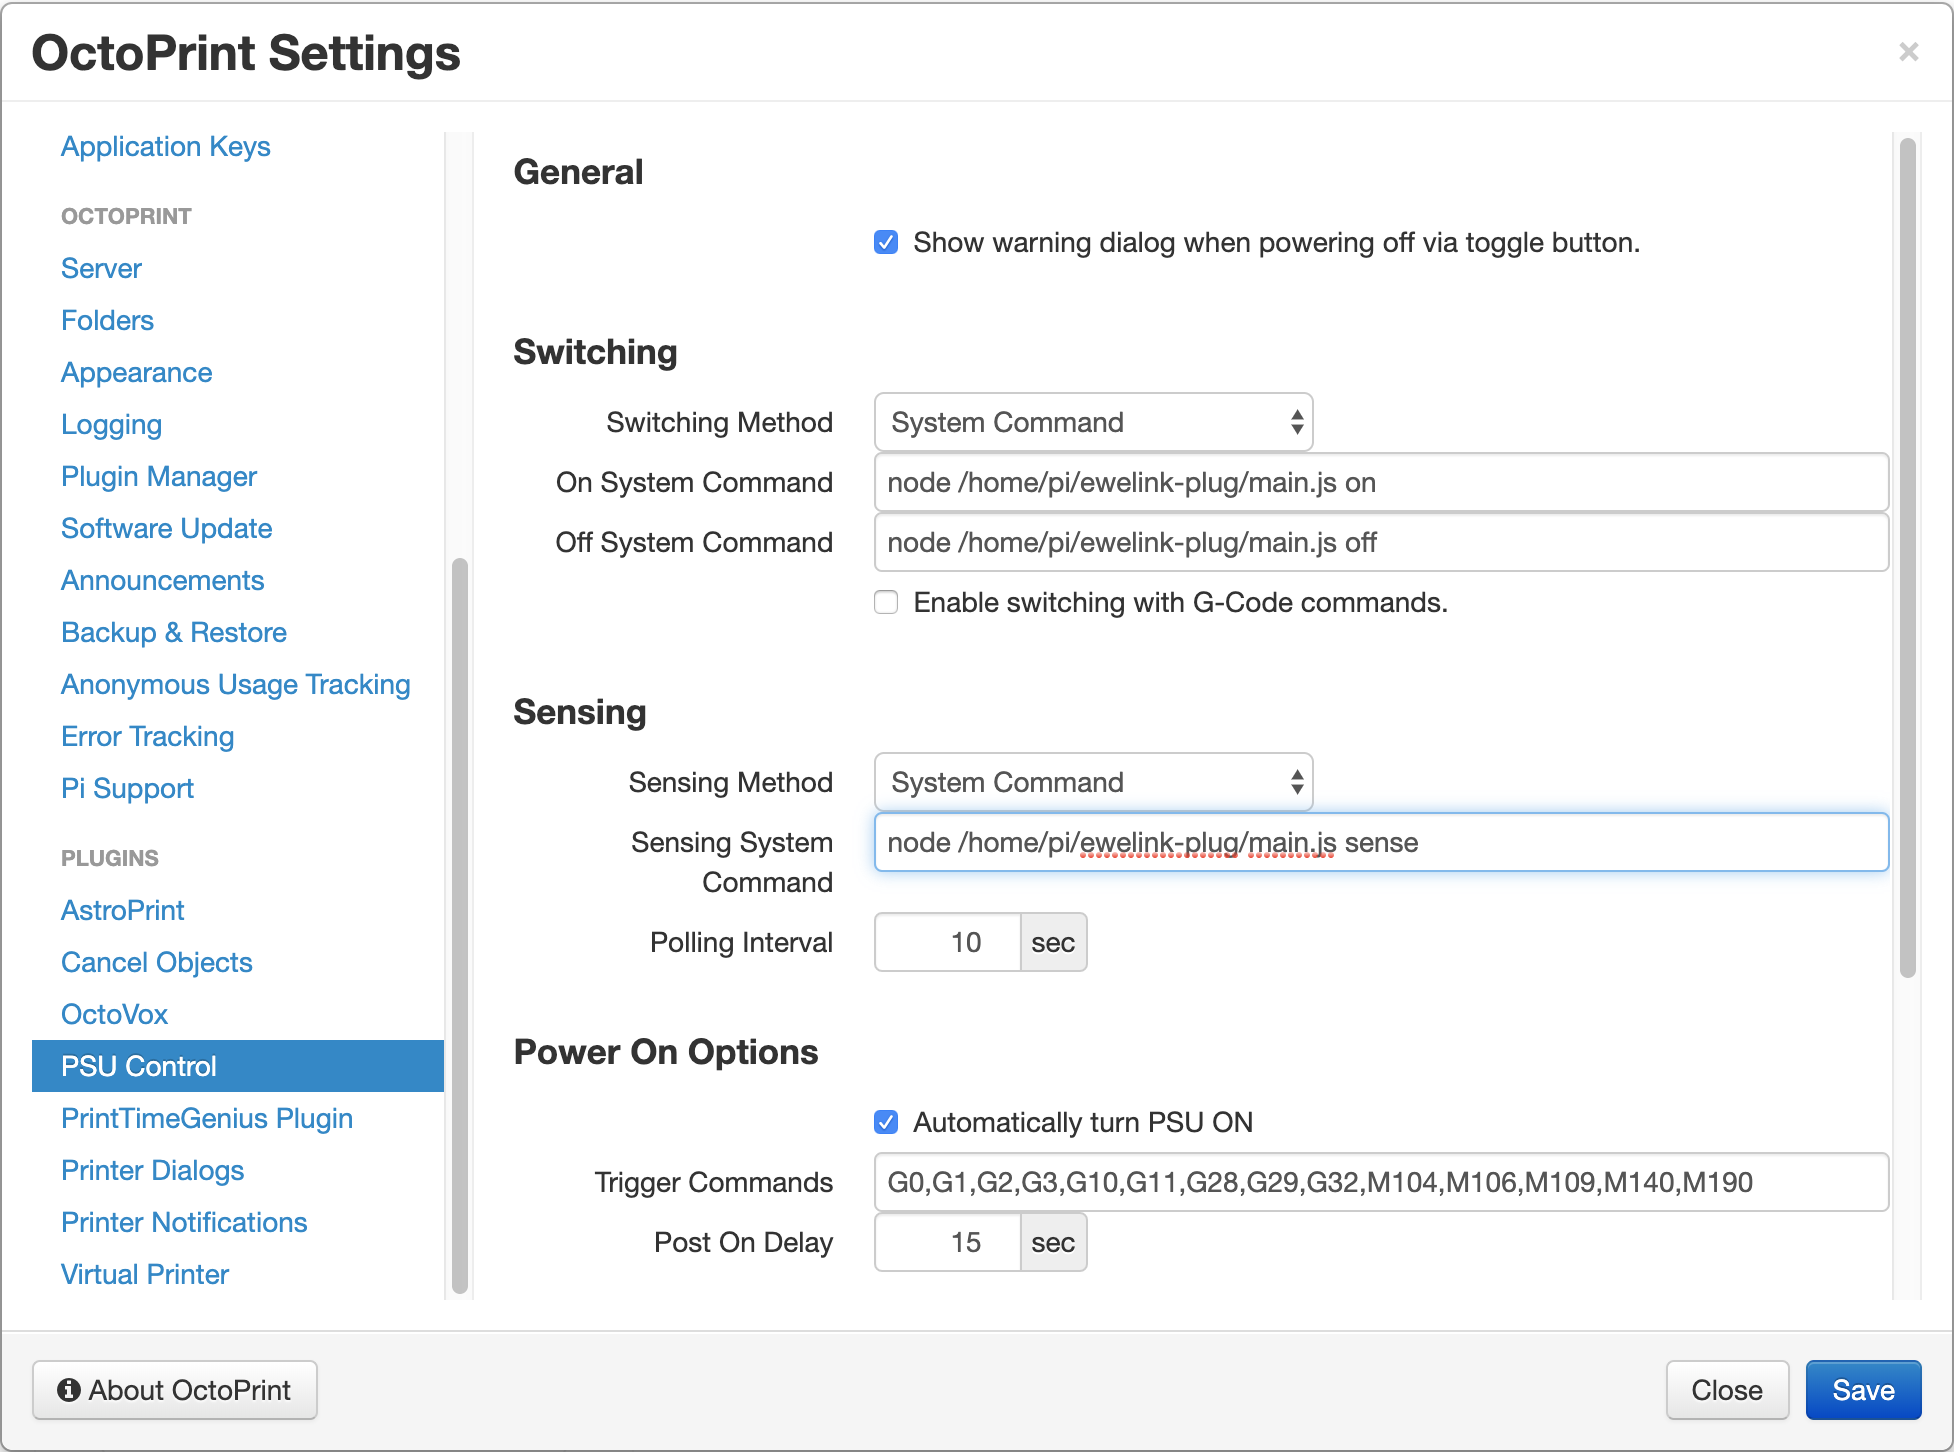 OctoPrint Settings
×
Application Keys
OCTOPRINT
Server
Folders
Appearance
Logging
Plugin Manager
Software Update
Announcements
Backup & Restore
Anonymous Usage Tracking
Error Tracking
Pi Support
PLUGINS
AstroPrint
Cancel Objects
OctoVox
PSU Control
PrintTimeGenius Plugin
Printer Dialogs
Printer Notifications
Virtual Printer
General
Show warning dialog when powering off via toggle button.
Switching
Switching Method System Command
On System Command node /home/pi/ewelink-plug/main.js on
Off System Command node /home/pi/ewelink-plug/main.js off
Enable switching with G-Code commands.
Sensing
Sensing Method System Command
Sensing System node /home/pi/ewelink-plug/main.js sense
Command
Polling Interval 10 sec
Power On Options
Automatically turn PSU ON
Trigger Commands G0,G1,G2,G3,G10,G11,G28,G29,G32,M104,M106,M109,M140,M190
Post On Delay 15 sec
About OctoPrint
Close
Save